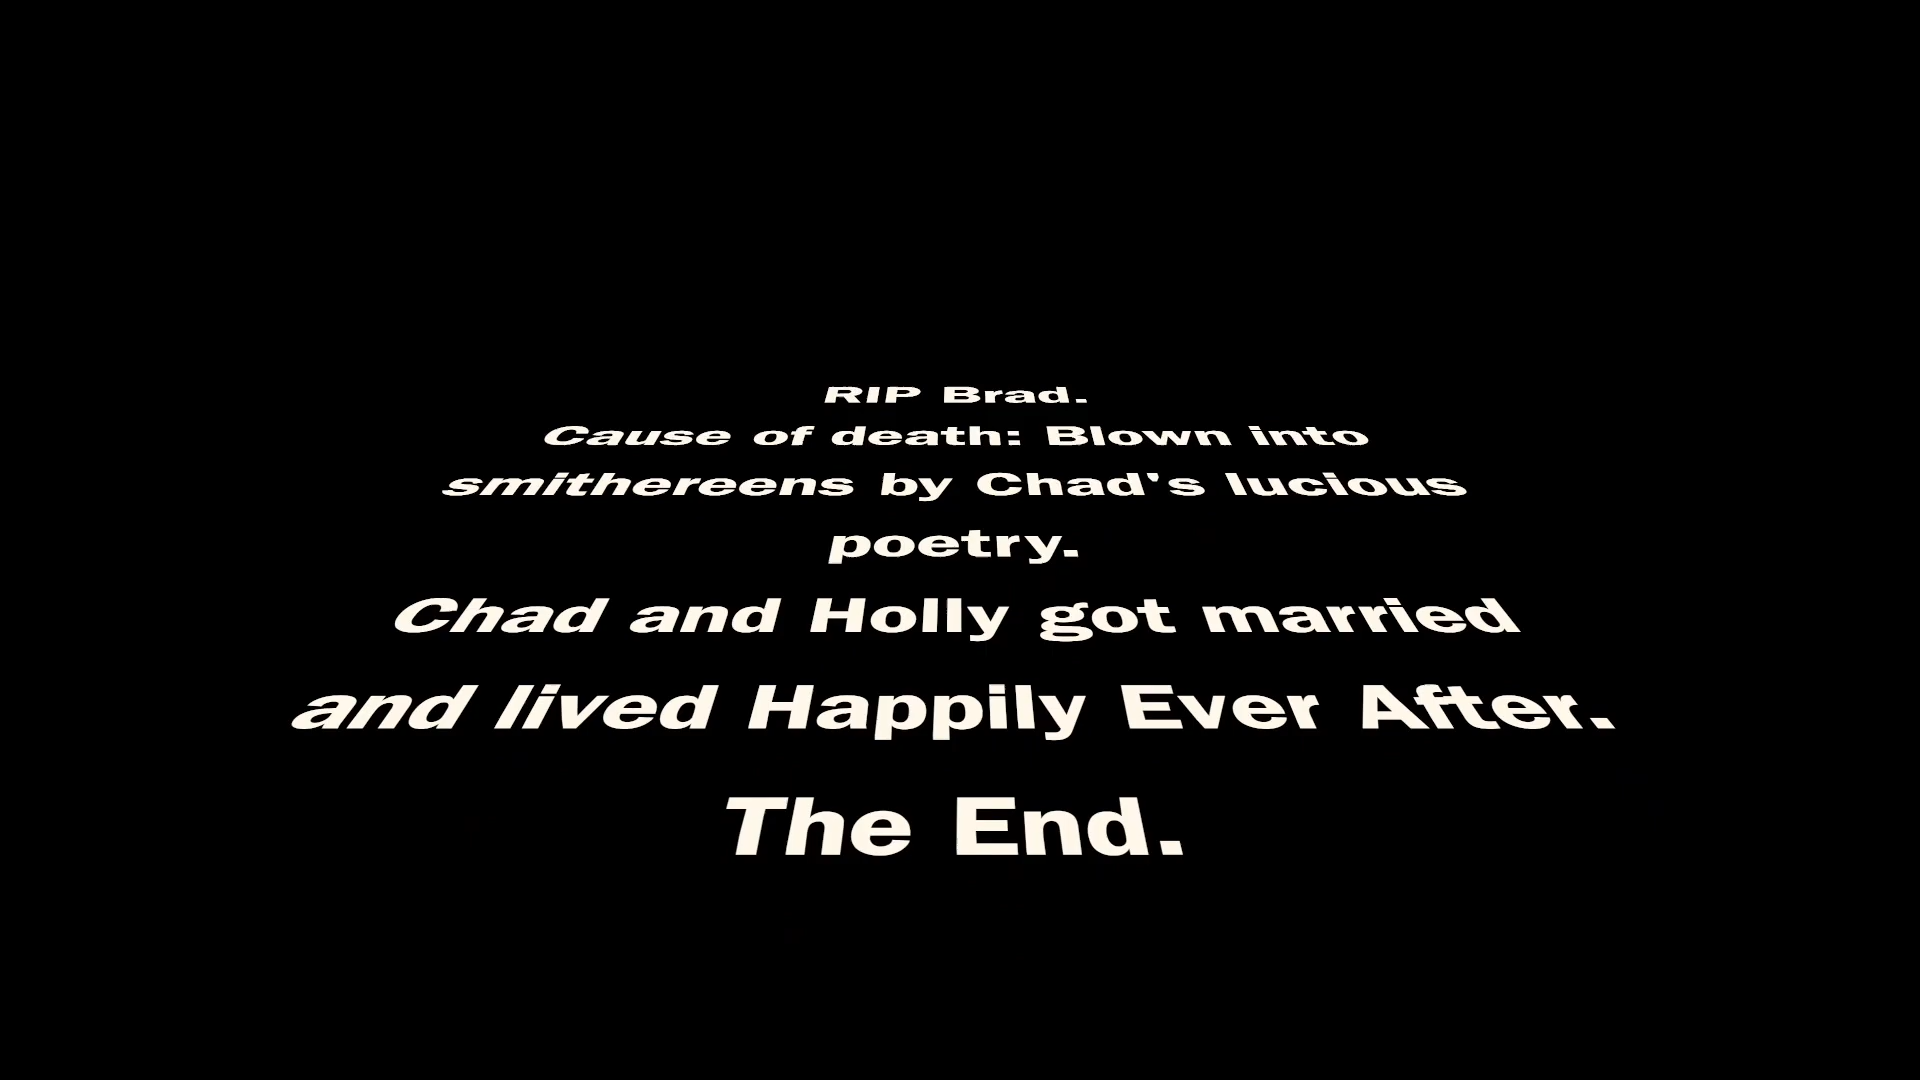 RIP Brad.
Cause of death: Blown into
smithereens by Chad's lucious
poetry.
Chad and Holly got married
and lived Happily Ever After.
The End.